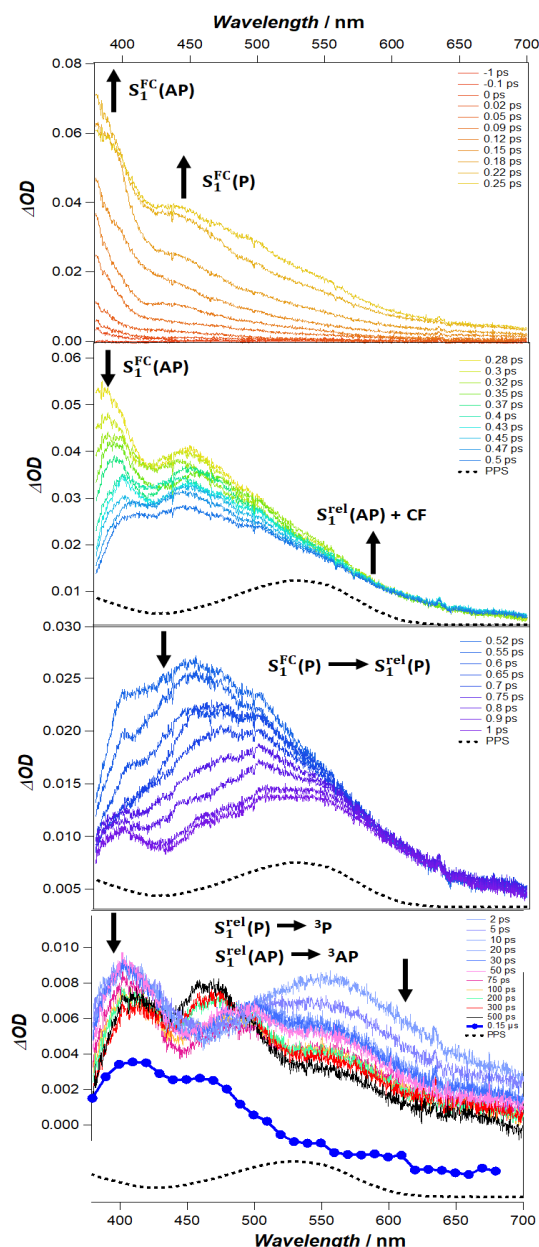 Wavelength / nm
400 450 500 550 600 650 700
0.08
0.06
0.04
0.02
0.00
ΔOD
S₁ᶠᶜ(AP)
S₁ᶠᶜ(P)
-1 ps
-0.1 ps
0 ps
0.02 ps
0.05 ps
0.09 ps
0.12 ps
0.15 ps
0.18 ps
0.22 ps
0.25 ps
0.06
0.05
0.04
0.03
0.02
0.01
ΔOD
S₁ᶠᶜ(AP)
S₁ʳᵉˡ(AP) + CF
0.28 ps
0.3 ps
0.32 ps
0.35 ps
0.37 ps
0.4 ps
0.43 ps
0.45 ps
0.47 ps
0.5 ps
PPS
0.030
0.025
0.020
0.015
0.010
0.005
ΔOD
S₁ᶠᶜ(P) → S₁ʳᵉˡ(P)
0.52 ps
0.55 ps
0.6 ps
0.65 ps
0.7 ps
0.75 ps
0.8 ps
0.9 ps
1 ps
PPS
0.010
0.008
0.006
0.004
0.002
0.000
ΔOD
S₁ʳᵉˡ(P) → ³P
S₁ʳᵉˡ(AP) → ³AP
2 ps
5 ps
10 ps
20 ps
30 ps
50 ps
75 ps
100 ps
200 ps
300 ps
500 ps
0.15 μs
PPS
400 450 500 550 600 650 700
Wavelength / nm